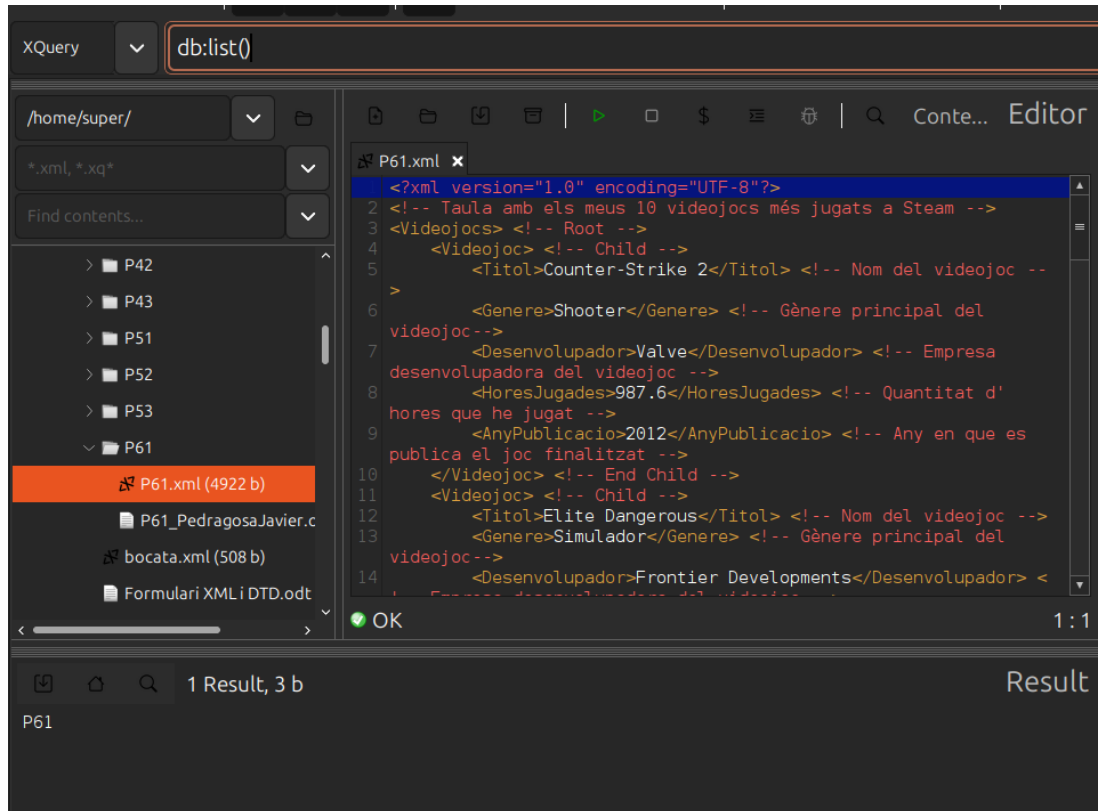 XQuery
db:list()
/home/super/
*.xml, *.xq*
Find contents...
P42
P43
P51
P52
P53
P61
P61.xml (4922 b)
P61_PedragosaJavier.c
bocata.xml (508 b)
Formulari XML i DTD.odt
Conte... Editor
P61.xml
1 <?xml version="1.0" encoding="UTF-8"?>
2 <!-- Taula amb els meus 10 videojocs més jugats a Steam -->
3 <Videojocs> <!-- Root -->
4 <Videojoc> <!-- Child -->
5 <Titol>Counter-Strike 2</Titol> <!-- Nom del videojoc --
>
6 <Genere>Shooter</Genere> <!-- Gènere principal del
videojoc-->
7 <Desenvolupador>Valve</Desenvolupador> <!-- Empresa
desenvolupadora del videojoc -->
8 <HoresJugades>987.6</HoresJugades> <!-- Quantitat d'
hores que he jugat -->
9 <AnyPublicacio>2012</AnyPublicacio> <!-- Any en que es
publica el joc finalitzat -->
10 </Videojoc> <!-- End Child -->
11 <Videojoc> <!-- Child -->
12 <Titol>Elite Dangerous</Titol> <!-- Nom del videojoc -->
13 <Genere>Simulador</Genere> <!-- Gènere principal del
videojoc-->
14 <Desenvolupador>Frontier Developments</Desenvolupador> <
OK
1 : 1
1 Result, 3 b
Result
P61